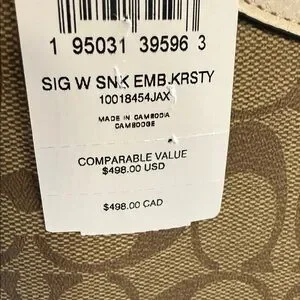 1 95031 39596 3
SIG W SNK EMB.KRSTY
10018454JAX
MADE IN CAMBODIA
CAMBODGE
COMPARABLE VALUE
$498.00 USD
$498.00 CAD